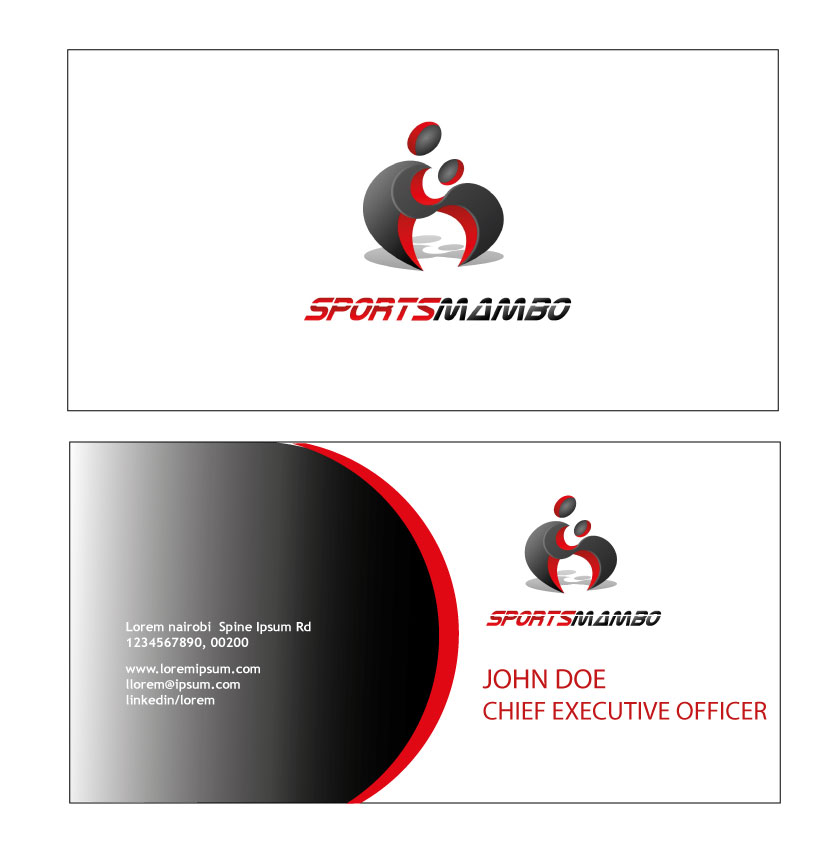 SPORTSMAMBO
Lorem nairobi  Spine Ipsum Rd
1234567890, 00200
www.loremipsum.com
llorem@ipsum.com
linkedin/lorem
SPORTSMAMBO
JOHN DOE
CHIEF EXECUTIVE OFFICER